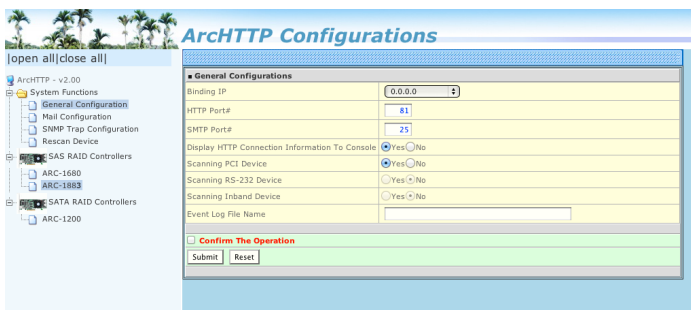 ArcHTTP Configurations
|open all|close all|
ArcHTTP - v2.00
System Functions
General Configuration
Mail Configuration
SNMP Trap Configuration
Rescan Device
SAS RAID Controllers
ARC-1680
ARC-1883
SATA RAID Controllers
ARC-1200
General Configurations
Binding IP 0.0.0.0
HTTP Port# 81
SMTP Port# 25
Display HTTP Connection Information To Console Yes No
Scanning PCI Device Yes No
Scanning RS-232 Device Yes No
Scanning Inband Device Yes No
Event Log File Name
Confirm The Operation
Submit Reset